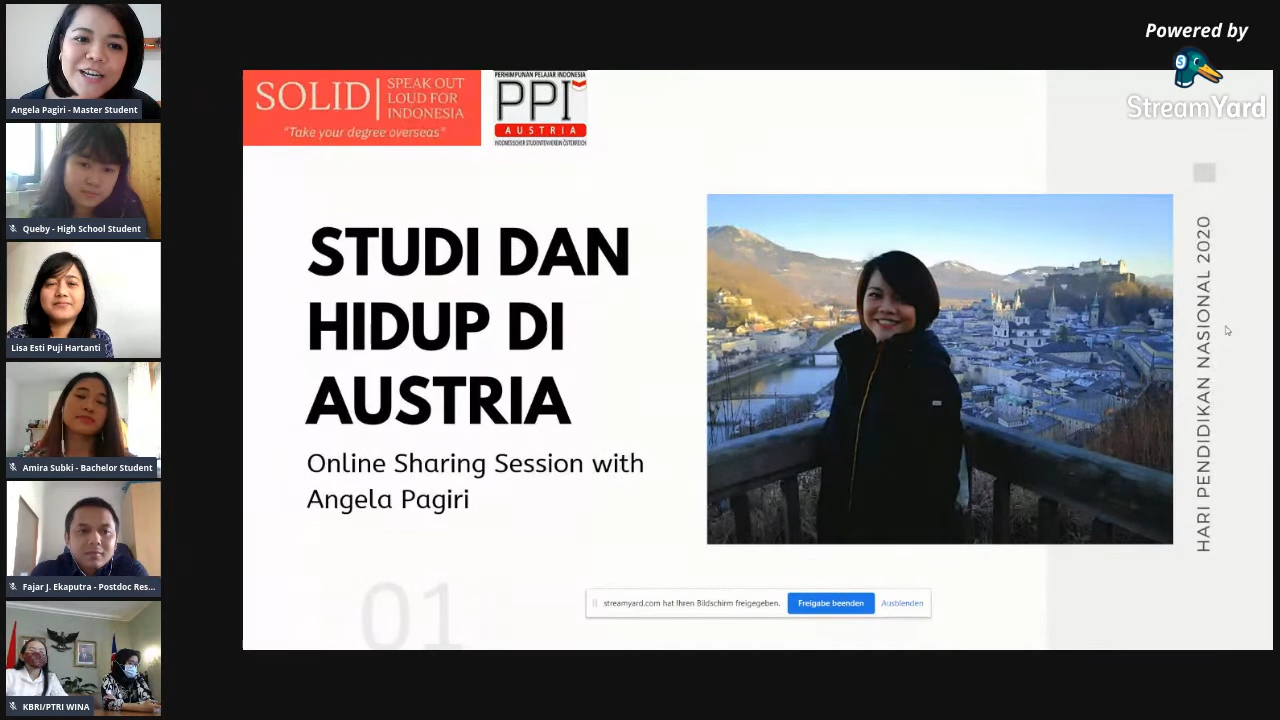 Angela Pagiri - Master Student
Queby - High School Student
Lisa Esti Puji Hartanti
Amira Subki - Bachelor Student
Fajar J. Ekaputra - Postdoc Res...
KBRI/PTRI WINA
SOLID
SPEAK OUT
LOUD FOR
INDONESIA
"Take your degree overseas"
PERHIMPUNAN PELAJAR INDONESIA
PPI
AUSTRIA
INDONESISCHER STUDENTENVEREIN ÖSTERREICH
STUDI DAN
HIDUP DI
AUSTRIA
Online Sharing Session with
Angela Pagiri
01
streamyard.com hat Ihren Bildschirm freigegeben.
Freigabe beenden
Ausblenden
HARI PENDIDIKAN NASIONAL 2020
Powered by
S
StreamYard